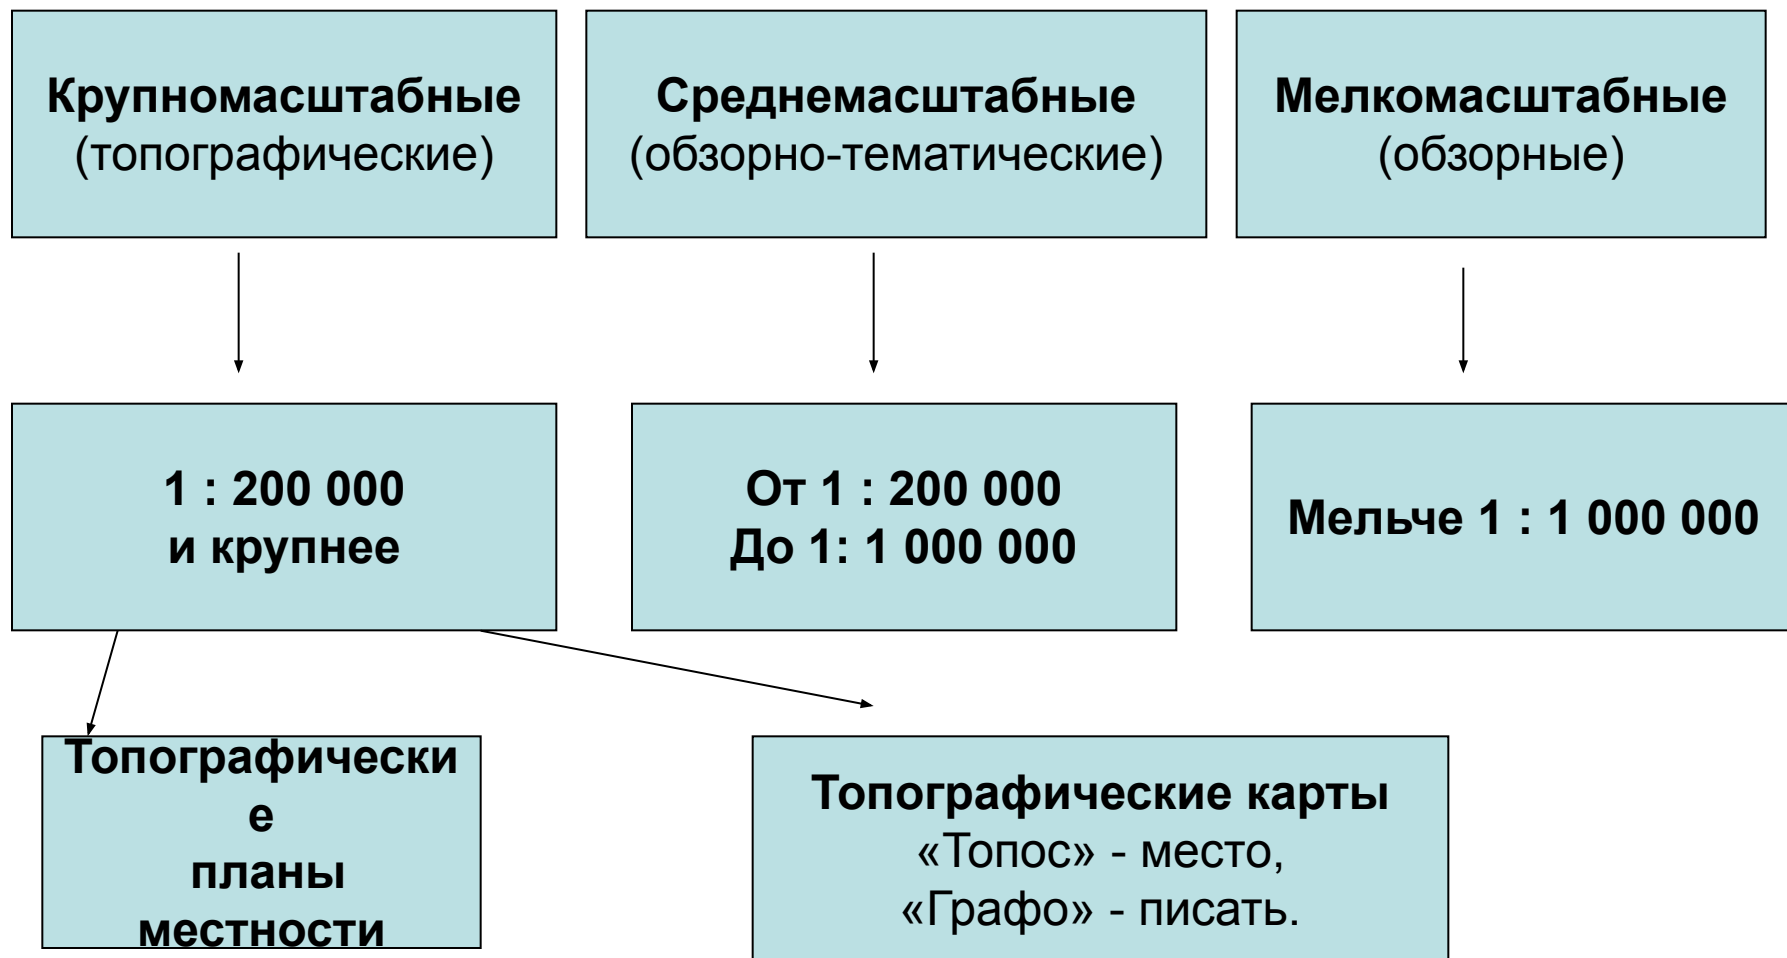 Крупномасштабные
(топографические)
Среднемасштабные
(обзорно-тематические)
Мелкомасштабные
(обзорные)
1 : 200 000
и крупнее
От 1 : 200 000
До 1: 1 000 000
Мельче 1 : 1 000 000
Топографически
е
планы
местности
Топографические карты
«Топос» - место,
«Графо» - писать.